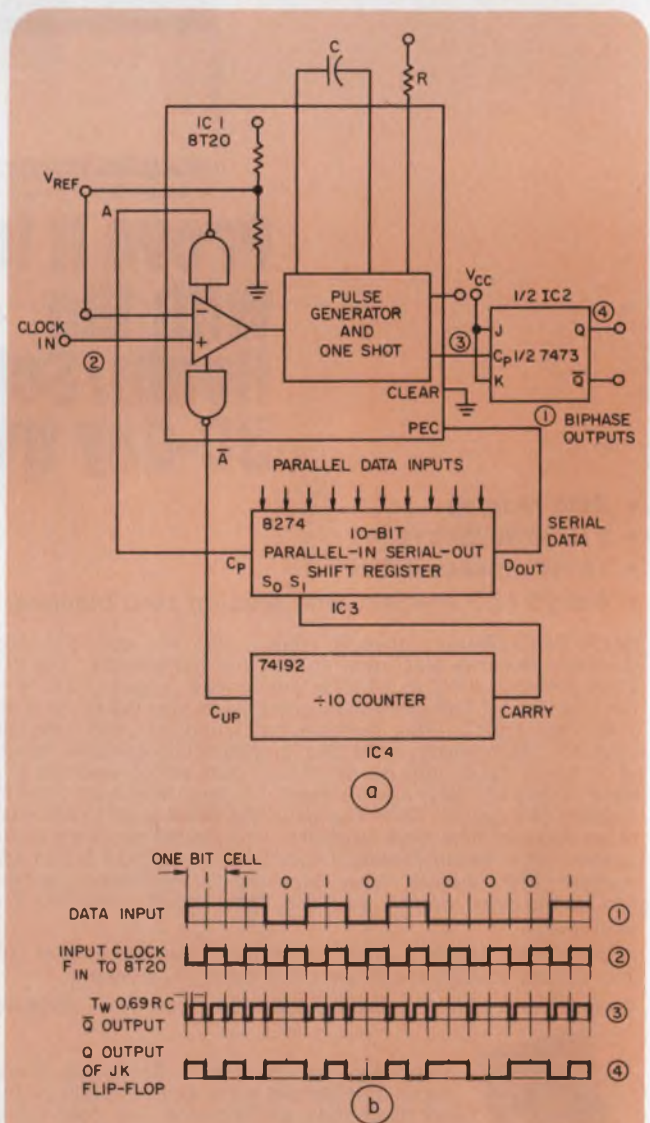 C
R
IC 1
8T20
V_REF
A
CLOCK
IN
②
−
+
PULSE
GENERATOR
AND
ONE SHOT
V_CC
1/2 IC2
④
J
Q
③
C_P 1/2 7473
K
Q̅
CLEAR
① BIPHASE
OUTPUTS
PEC
A̅
PARALLEL DATA INPUTS
8274
10-BIT
PARALLEL-IN SERIAL-OUT
SHIFT REGISTER
C_P
S_0 S_1
D_OUT
SERIAL
DATA
IC3
74192
÷10 COUNTER
C_UP
CARRY
IC4
a
ONE BIT CELL
1 1 0 1 0 1 0 0 0 1
DATA INPUT ①
INPUT CLOCK
F_IN TO 8T20 ②
T_W 0.69RC
Q̅ OUTPUT ③
Q OUTPUT
OF JK ④
FLIP-FLOP
b